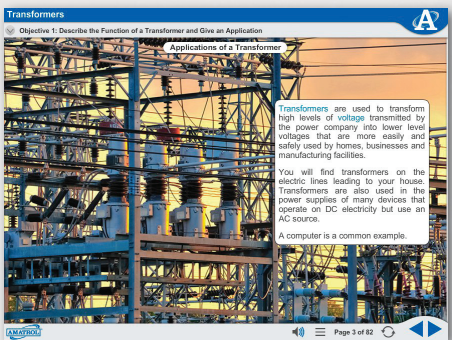 Transformers
Objective 1: Describe the Function of a Transformer and Give an Application
Applications of a Transformer
Transformers are used to transform
high levels of voltage transmitted by
the power company into lower level
voltages that are more easily and
safely used by homes, businesses and
manufacturing facilities.
You will find transformers on the
electric lines leading to your house.
Transformers are also used in the
power supplies of many devices that
operate on DC electricity but use an
AC source.
A computer is a common example.
AMATROL
Page 3 of 82